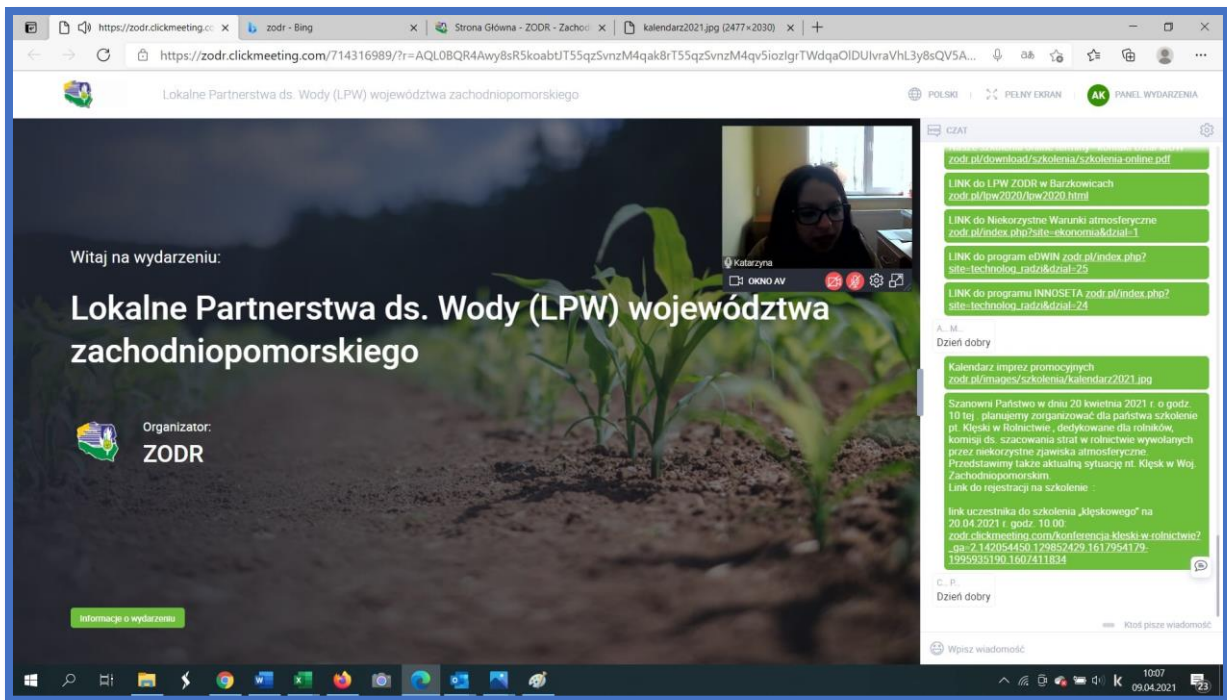 https://zodr.clickmeeting.co
zodr - Bing
Strona Główna - ZODR - Zachod
kalendarz2021.jpg (2477×2030)
https://zodr.clickmeeting.com/714316989/?r=AQL0BQR4Awy8sR5koabtJT55qzSvnzM4qak8rT55qzSvnzM4qv5iozIgrTWdqaOlDUIvraVhL3y8sQV5A...
Lokalne Partnerstwa ds. Wody (LPW) województwa zachodniopomorskiego
POLSKI
PEŁNY EKRAN
AK
PANEL WYDARZENIA
Witaj na wydarzeniu:
Lokalne Partnerstwa ds. Wody (LPW) województwa
zachodniopomorskiego
Organizator:
ZODR
Informacje o wydarzeniu
Katarzyna
OKNO AV
CZAT
zodr.pl/download/szkolenia/szkolenia-online.pdf
LINK do LPW ZODR w Barzkowicach
zodr.pl/lpw2020/lpw2020.html
LINK do Niekorzystne Warunki atmosferyczne
zodr.pl/index.php?site=ekonomia&dzial=1
LINK do program eDWIN zodr.pl/index.php?
site=technolog_radzi&dzial=25
LINK do programu INNOSETA zodr.pl/index.php?
site=technolog_radzi&dzial=24
A... M...
Dzień dobry
Kalendarz imprez promocyjnych
zodr.pl/images/szkolenia/kalendarz2021.jpg
Szanowni Państwo w dniu 20 kwietnia 2021 r. o godz.
10 tej , planujemy zorganizować dla państwa szkolenie
pt. Klęski w Rolnictwie , dedykowane dla rolników,
komisji ds. szacowania strat w rolnictwie wywołanych
przez niekorzystne zjawiska atmosferyczne.
Przedstawimy także aktualną sytuację nt. Klęsk w Woj.
Zachodniopomorskim.
Link do rejestracji na szkolenie :
link uczestnika do szkolenia „klęskowego" na
20.04.2021 r. godz. 10.00:
zodr.clickmeeting.com/konferencja-kleski-w-rolnictwie?
_ga=2.142054450.129852429.1617954179-
1995935190.1607411834
C... P...
Dzień dobry
Ktoś pisze wiadomość
Wpisz wiadomość
10:07
09.04.2021
23